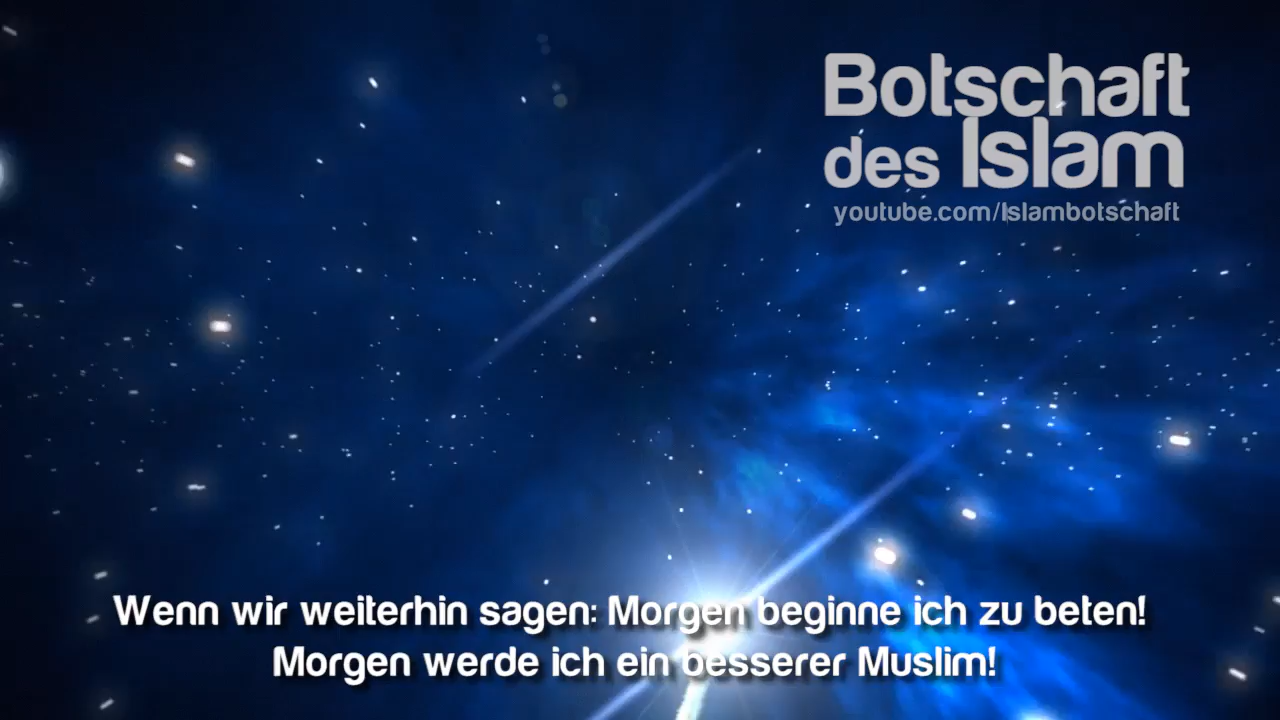 Botschaft
des Islam
youtube.com/Islambotschaft
Wenn wir weiterhin sagen: Morgen beginne ich zu beten!
Morgen werde ich ein besserer Muslim!